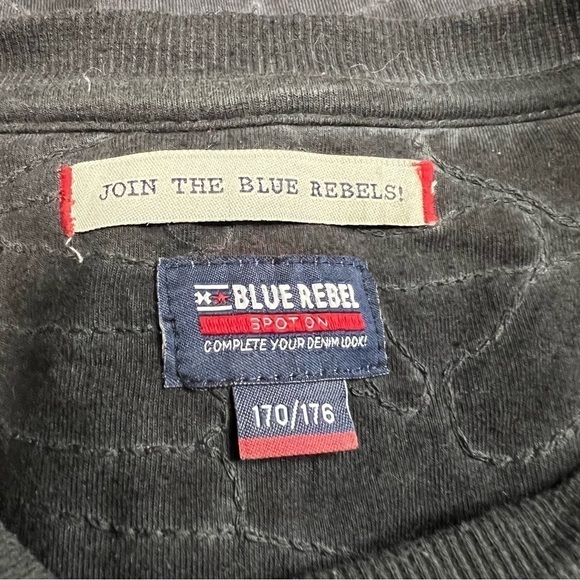 JOIN THE BLUE REBELS!
BLUE REBEL
SPOT ON
COMPLETE YOUR DENIM LOOK!
170/176